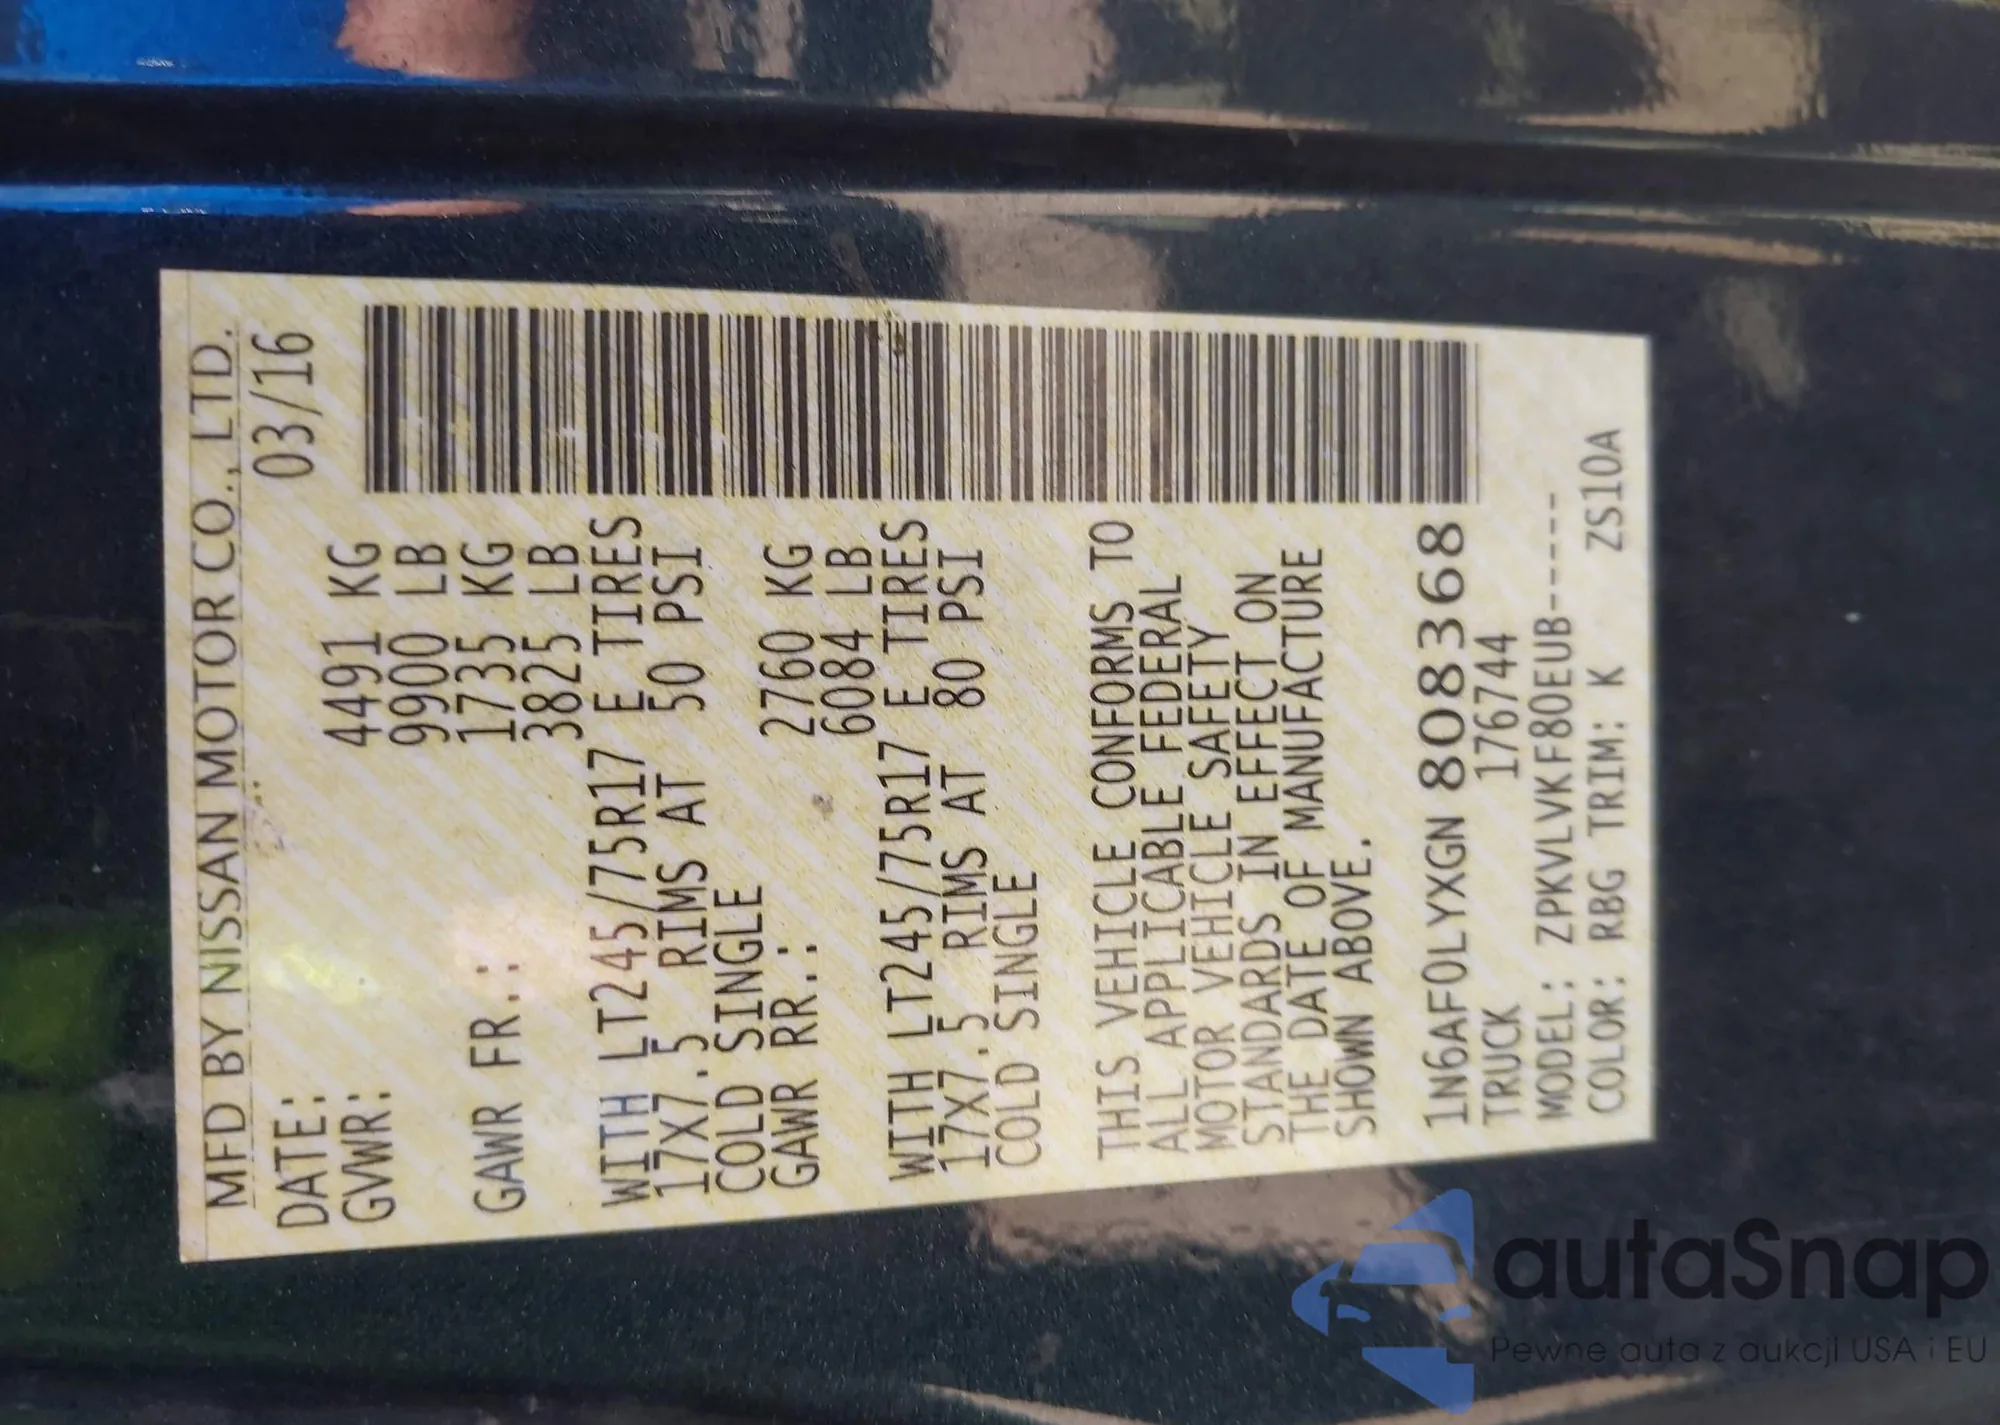 MFD BY NISSAN MOTOR CO., LTD.
DATE: 03/16
GVWR: 4491 KG
9900 LB
GAWR FR.: 1735 KG
3825 LB
WITH LT245/75R17 E TIRES
17X7.5 RIMS AT 50 PSI
COLD SINGLE
GAWR RR.: 2760 KG
6084 LB
WITH LT245/75R17 E TIRES
17X7.5 RIMS AT 80 PSI
COLD SINGLE
THIS VEHICLE CONFORMS TO
ALL APPLICABLE FEDERAL
MOTOR VEHICLE SAFETY
STANDARDS IN EFFECT ON
THE DATE OF MANUFACTURE
SHOWN ABOVE.
1N6AF0LYXGN 808368
TRUCK 176744
MODEL: ZPKVLVKF80EUB-----
COLOR: RBG TRIM: K ZS10A
autaSnap
Pewne auta z aukcji USA i EU